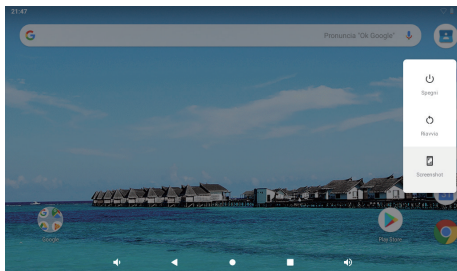 21:47
Pronuncia "Ok Google"
Spegni
Riavvia
Screenshot
Google
Play Store